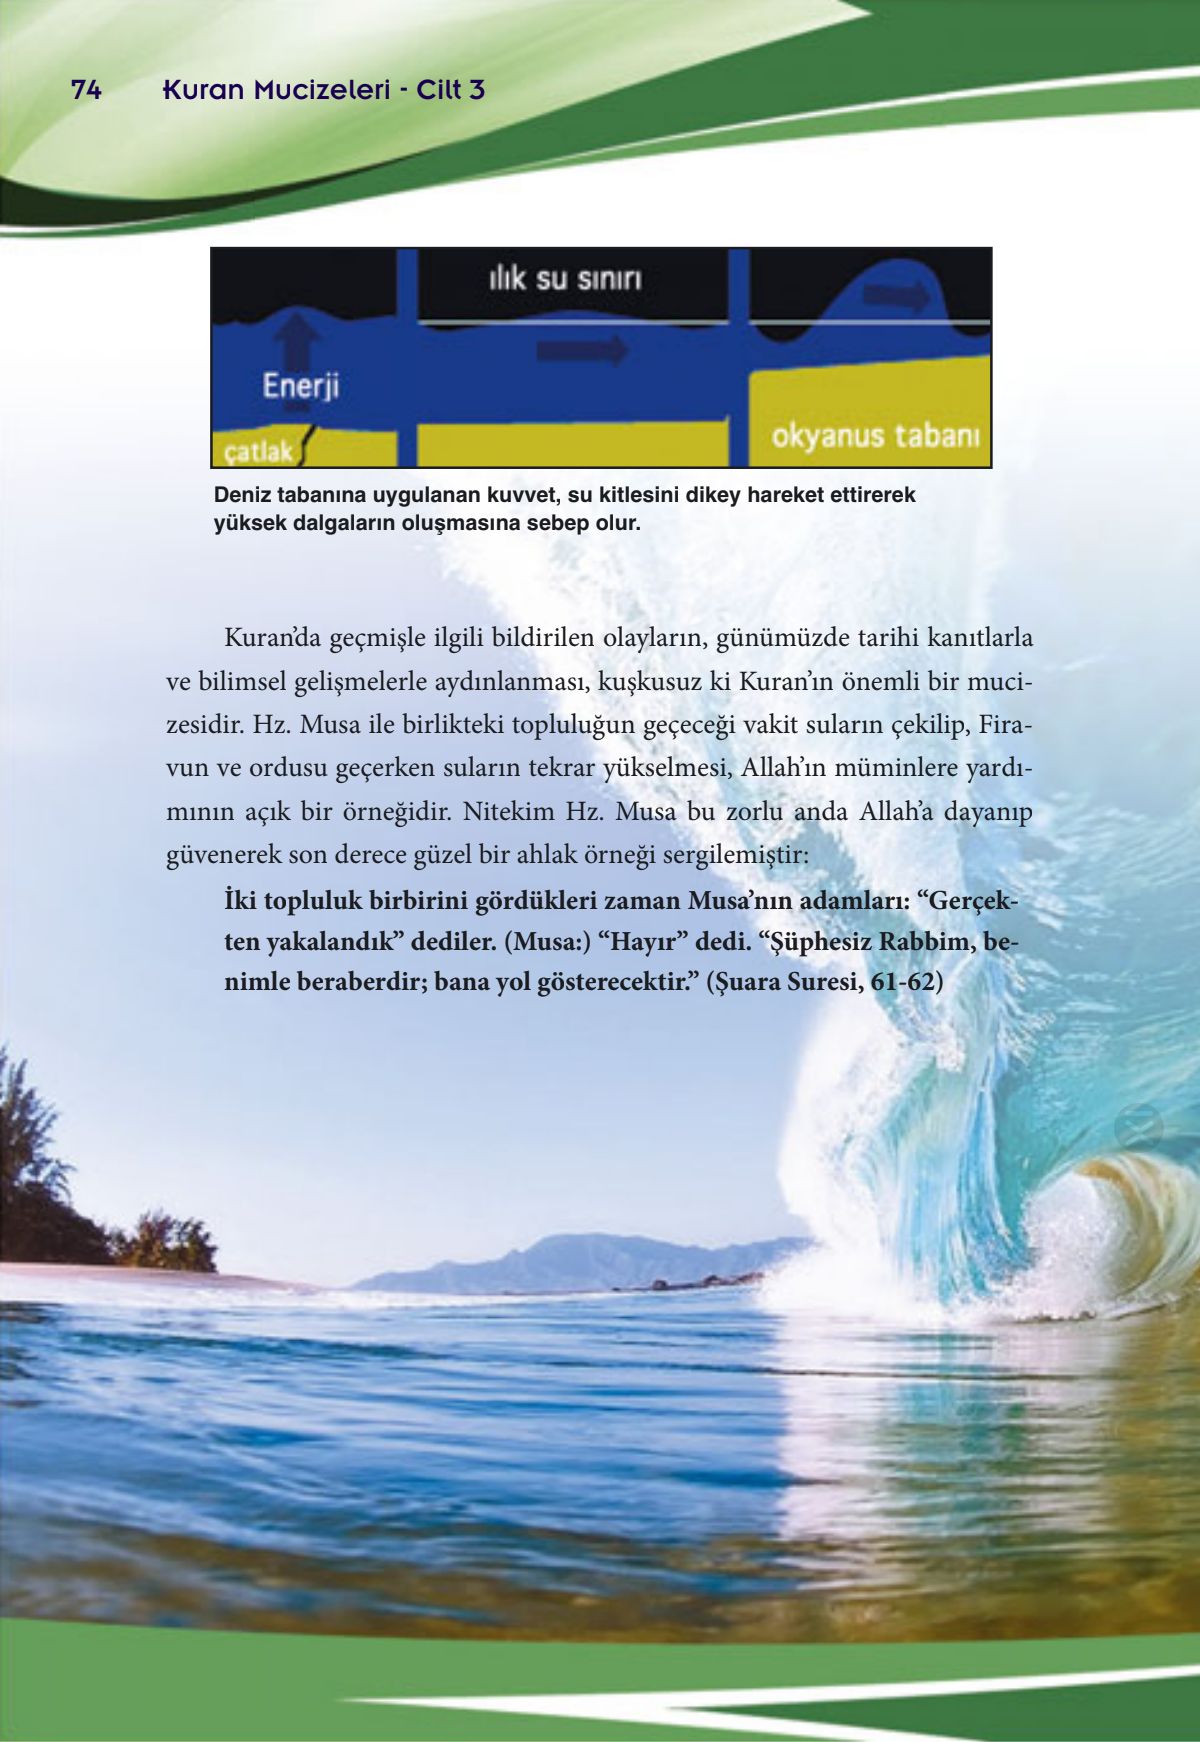 74 Kuran Mucizeleri - Cilt 3
ılık su sınırı
Enerji
çatlak
okyanus tabanı
Deniz tabanına uygulanan kuvvet, su kitlesini dikey hareket ettirerek
yüksek dalgaların oluşmasına sebep olur.
Kuran’da geçmişle ilgili bildirilen olayların, günümüzde tarihi kanıtlarla
ve bilimsel gelişmelerle aydınlanması, kuşkusuz ki Kuran’ın önemli bir muci-
zesidir. Hz. Musa ile birlikteki topluluğun geçeceği vakit suların çekilip, Fira-
vun ve ordusu geçerken suların tekrar yükselmesi, Allah’ın müminlere yardı-
mının açık bir örneğidir. Nitekim Hz. Musa bu zorlu anda Allah’a dayanıp
güvenerek son derece güzel bir ahlak örneği sergilemiştir:
İki topluluk birbirini gördükleri zaman Musa’nın adamları: “Gerçek-
ten yakalandık” dediler. (Musa:) “Hayır” dedi. “Şüphesiz Rabbim, be-
nimle beraberdir; bana yol gösterecektir.” (Şuara Suresi, 61-62)